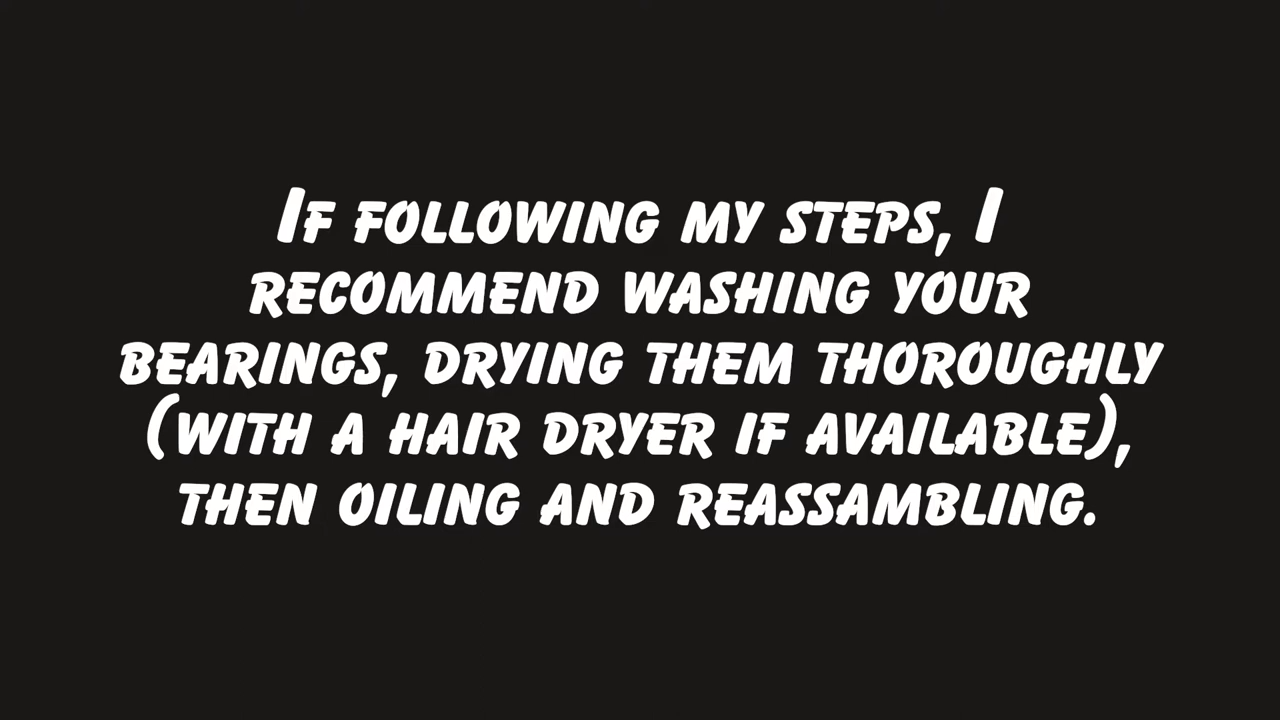 If following my steps, I
recommend washing your
bearings, drying them thoroughly
(with a hair dryer if available),
then oiling and reassambling.